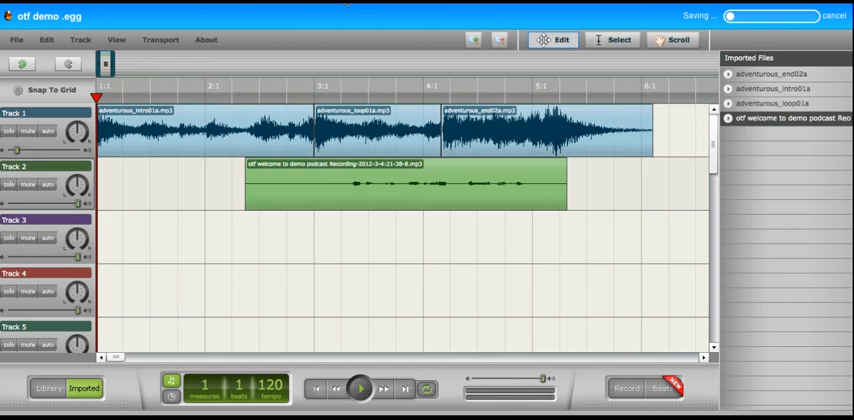 otf demo .egg
Saving ...
cancel
File Edit Track View Transport About
Edit Select Scroll
Imported Files
Snap To Grid
1:1 2:1 3:1 4:1 5:1 6:1
adventurous_end02a
adventurous_intro01a
adventurous_loop01a
otf welcome to demo podcast Reco
Track 1
adventurous_intro01a.mp3 adventurous_loop01a.mp3 adventurous_end02a.mp3
solo mute auto
L R
Track 2
otf welcome to demo podcast Recording-2012-3-4:21-38-8.mp3
solo mute auto
L R
Track 3
solo mute auto
L R
Track 4
solo mute auto
L R
Track 5
solo mute auto
Library Imported
1 1 120
measures beats tempo
Record Beats
NEW